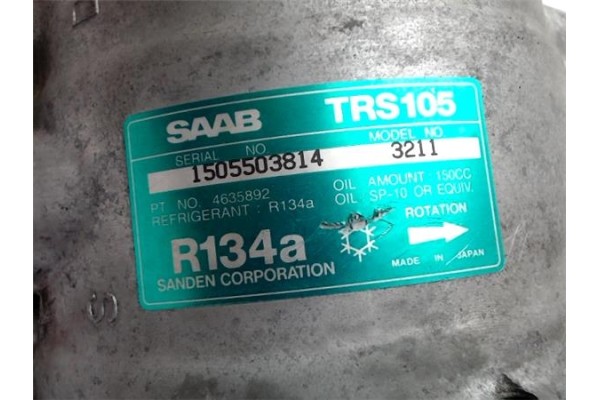 SAAB TRS105
SERIAL NO. MODEL NO
1505503814 3211
PT NO. 4635892 OIL AMOUNT : 150CC
REFRIGERANT : R134a OIL SP-10 OR EQUIV.
R134a ROTATION
SANDEN CORPORATION MADE IN JAPAN
S